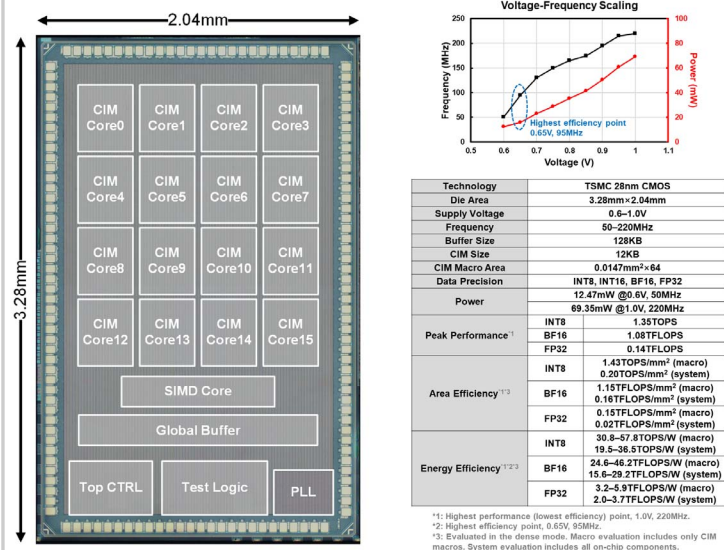 2.04mm
3.28mm
CIM Core0
CIM Core1
CIM Core2
CIM Core3
CIM Core4
CIM Core5
CIM Core6
CIM Core7
CIM Core8
CIM Core9
CIM Core10
CIM Core11
CIM Core12
CIM Core13
CIM Core14
CIM Core15
SIMD Core
Global Buffer
Top CTRL
Test Logic
PLL
Voltage-Frequency Scaling
Frequency (MHz)
250
200
150
100
50
0
Power (mW)
100
80
60
40
20
0
Highest efficiency point
0.65V, 95MHz
0.5 0.6 0.7 0.8 0.9 1 1.1
Voltage (V)
Technology TSMC 28nm CMOS
Die Area 3.28mm×2.04mm
Supply Voltage 0.6–1.0V
Frequency 50–220MHz
Buffer Size 128KB
CIM Size 12KB
CIM Macro Area 0.0147mm²×64
Data Precision INT8, INT16, BF16, FP32
Power
12.47mW @0.6V, 50MHz
69.35mW @1.0V, 220MHz
Peak Performance*1
INT8 1.35TOPS
BF16 1.08TFLOPS
FP32 0.14TFLOPS
Area Efficiency*1*3
INT8
1.43TOPS/mm² (macro)
0.20TOPS/mm² (system)
BF16
1.15TFLOPS/mm² (macro)
0.16TFLOPS/mm² (system)
FP32
0.15TFLOPS/mm² (macro)
0.02TFLOPS/mm² (system)
Energy Efficiency*1*2*3
INT8
30.8–57.8TOPS/W (macro)
19.5–36.5TOPS/W (system)
BF16
24.6–46.2TFLOPS/W (macro)
15.6–29.2TFLOPS/W (system)
FP32
3.2–5.9TFLOPS/W (macro)
2.0–3.7TFLOPS/W (system)
*1: Highest performance (lowest efficiency) point, 1.0V, 220MHz.
*2: Highest efficiency point, 0.65V, 95MHz.
*3: Evaluated in the dense mode. Macro evaluation includes only CIM
macros. System evaluation includes all on-chip components.